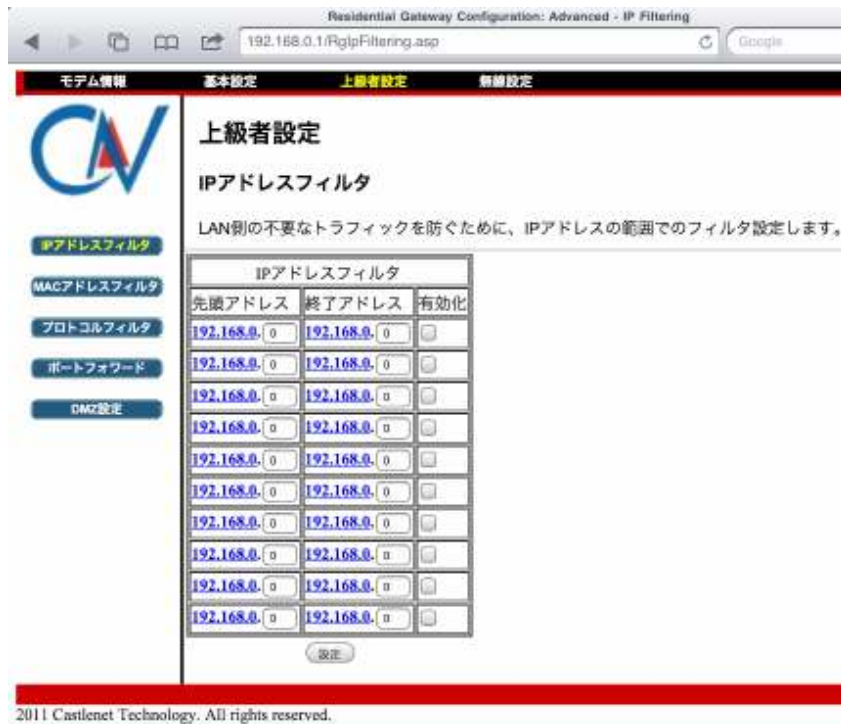 Residential Gateway Configuration: Advanced - IP Filtering
192.168.0.1/RgIpFiltering.asp
Google
モデム情報 基本設定 上級者設定 無線設定
上級者設定
IPアドレスフィルタ
LAN側の不要なトラフィックを防ぐために、IPアドレスの範囲でのフィルタ設定します。
IPアドレスフィルタ
MACアドレスフィルタ
プロトコルフィルタ
ポートフォワード
DMZ設定
IPアドレスフィルタ
先頭アドレス 終了アドレス 有効化
192.168.0. 0 192.168.0. 0
192.168.0. 0 192.168.0. 0
192.168.0. 0 192.168.0. 0
192.168.0. 0 192.168.0. 0
192.168.0. 0 192.168.0. 0
192.168.0. 0 192.168.0. 0
192.168.0. 0 192.168.0. 0
192.168.0. 0 192.168.0. 0
192.168.0. 0 192.168.0. 0
192.168.0. 0 192.168.0. 0
設定
2011 Castlenet Technology. All rights reserved.